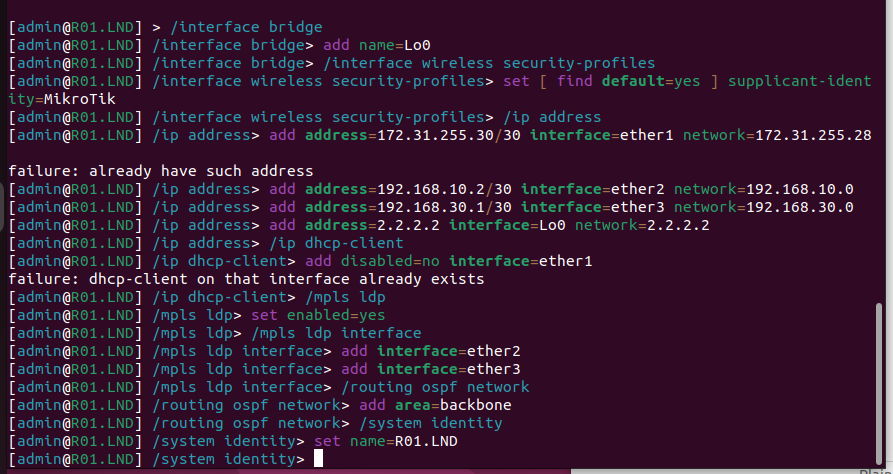 [admin@R01.LND] > /interface bridge
[admin@R01.LND] /interface bridge> add name=Lo0
[admin@R01.LND] /interface bridge> /interface wireless security-profiles
[admin@R01.LND] /interface wireless security-profiles> set [ find default=yes ] supplicant-ident
ity=MikroTik
[admin@R01.LND] /interface wireless security-profiles> /ip address
[admin@R01.LND] /ip address> add address=172.31.255.30/30 interface=ether1 network=172.31.255.28
failure: already have such address
[admin@R01.LND] /ip address> add address=192.168.10.2/30 interface=ether2 network=192.168.10.0
[admin@R01.LND] /ip address> add address=192.168.30.1/30 interface=ether3 network=192.168.30.0
[admin@R01.LND] /ip address> add address=2.2.2.2 interface=Lo0 network=2.2.2.2
[admin@R01.LND] /ip address> /ip dhcp-client
[admin@R01.LND] /ip dhcp-client> add disabled=no interface=ether1
failure: dhcp-client on that interface already exists
[admin@R01.LND] /ip dhcp-client> /mpls ldp
[admin@R01.LND] /mpls ldp> set enabled=yes
[admin@R01.LND] /mpls ldp> /mpls ldp interface
[admin@R01.LND] /mpls ldp interface> add interface=ether2
[admin@R01.LND] /mpls ldp interface> add interface=ether3
[admin@R01.LND] /mpls ldp interface> /routing ospf network
[admin@R01.LND] /routing ospf network> add area=backbone
[admin@R01.LND] /routing ospf network> /system identity
[admin@R01.LND] /system identity> set name=R01.LND
[admin@R01.LND] /system identity>